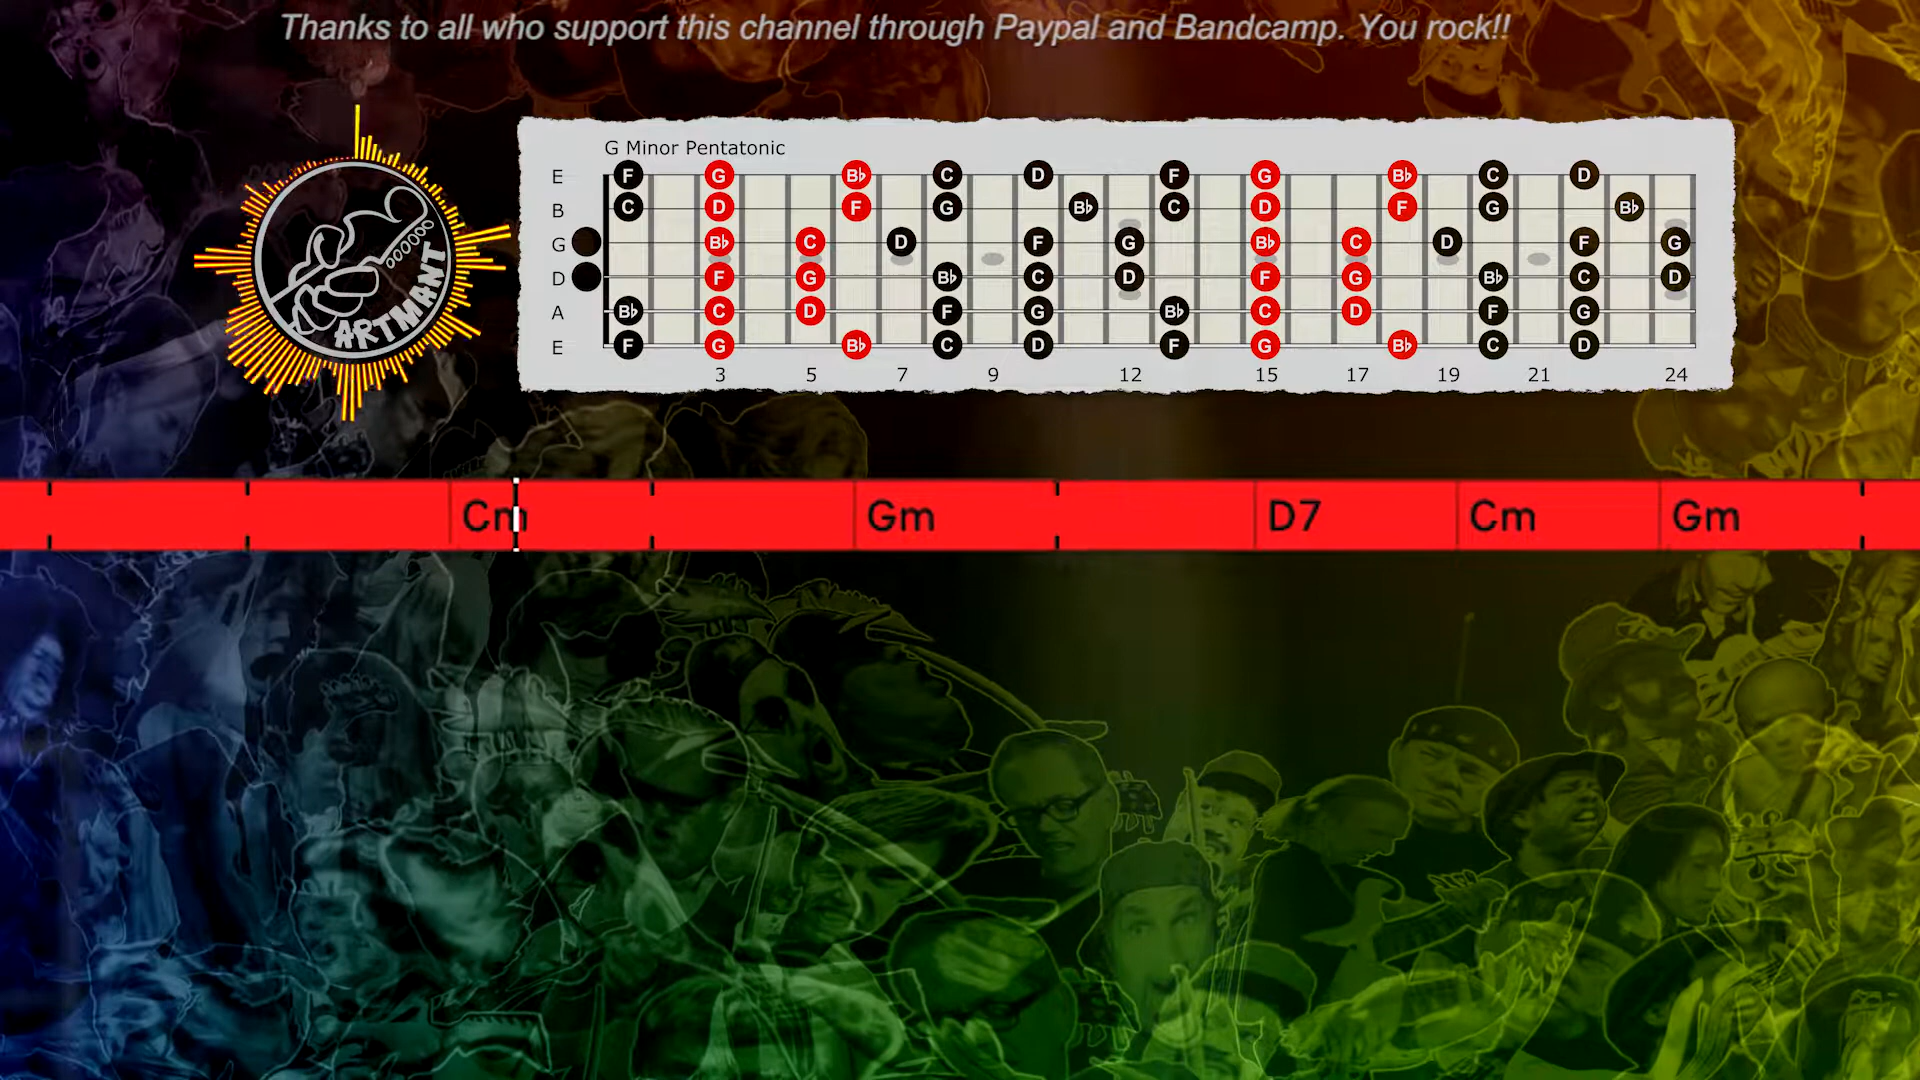 Thanks to all who support this channel through Paypal and Bandcamp. You rock!!
ARTMANT
G Minor Pentatonic
E F G B♭ C D F G B♭ C D
B C D F G B♭ C D F G B♭
G B♭ C D F G B♭ C D F G
D F G B♭ C D F G B♭ C D
A B♭ C D F G B♭ C D F G
E F G B♭ C D F G B♭ C D
3 5 7 9 12 15 17 19 21 24
Cm Gm D7 Cm Gm